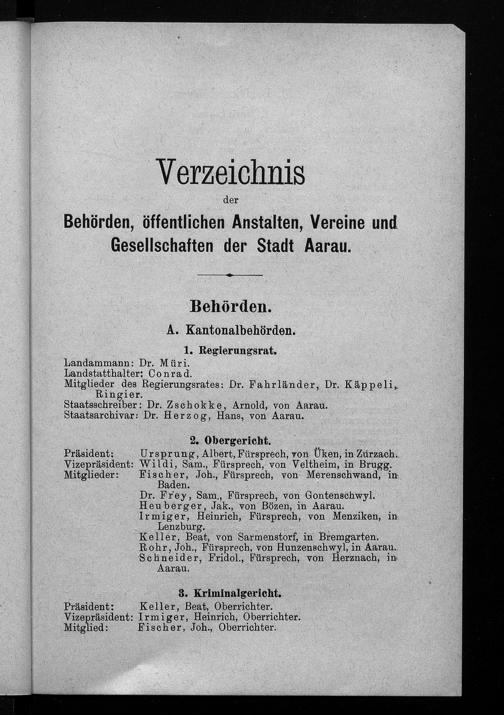 Verzeichnis
der
Behörden, öffentlichen Anstalten, Vereine und
Gesellschaften der Stadt Aarau.
Behörden.
A. Kantonalbehörden.
1. Regierungsrat.
Landammann: Dr. Müri.
Landstatthalter: Conrad.
Mitglieder des Regierungsrates: Dr. Fahrländer, Dr. Käppeli,
Ringier.
Staatsschreiber: Dr. Zschokke, Arnold, von Aarau.
Staatsarchivar: Dr. Herzog, Hans, von Aarau.
2. Obergericht.
Präsident: Ursprung, Albert, Fürsprech, von Üken, in Zurzach.
Vizepräsident: Wildi, Sam., Fürsprech, von Veltheim, in Brugg.
Mitglieder: Fischer, Joh., Fürsprech, von Merenschwand, in
Baden.
Dr. Frey, Sam., Fürsprech, von Gontenschwyl.
Heuberger, Jak., von Bözen, in Aarau.
Irmiger, Heinrich, Fürsprech, von Menziken, in
Lenzburg.
Keller, Beat, von Sarmenstorf, in Bremgarten.
Rohr, Joh., Fürsprech, von Hunzenschwyl, in Aarau.
Schneider, Fridol., Fürsprech, von Herznach, in
Aarau.
3. Kriminalgericht.
Präsident: Keller, Beat, Oberrichter.
Vizepräsident: Irmiger, Heinrich, Oberrichter.
Mitglied: Fischer, Joh., Oberrichter.